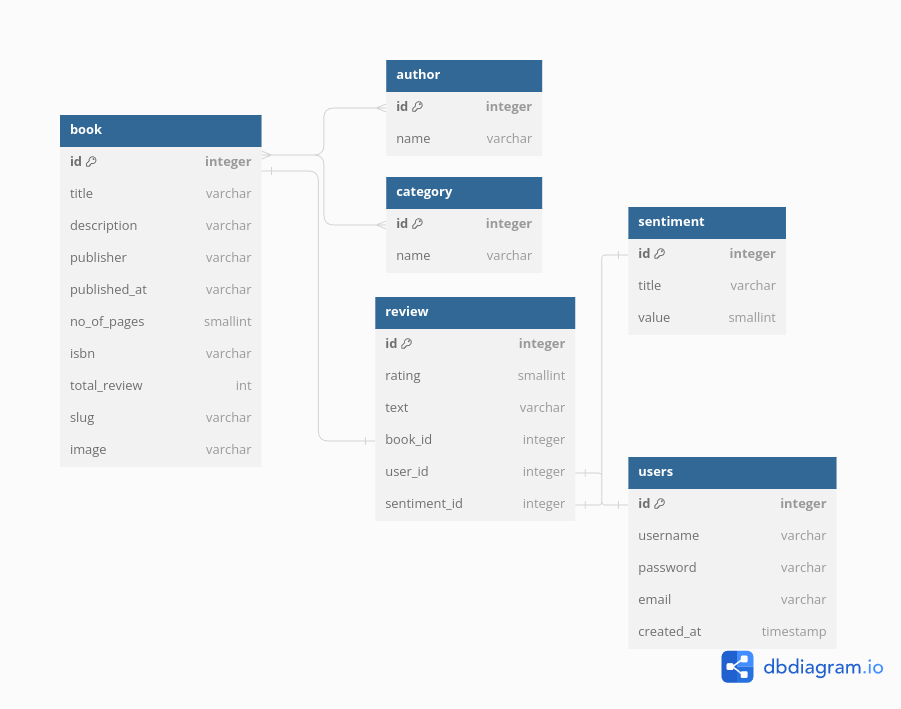 book
id integer
title varchar
description varchar
publisher varchar
published_at varchar
no_of_pages smallint
isbn varchar
total_review int
slug varchar
image varchar
author
id integer
name varchar
category
id integer
name varchar
review
id integer
rating smallint
text varchar
book_id integer
user_id integer
sentiment_id integer
sentiment
id integer
title varchar
value smallint
users
id integer
username varchar
password varchar
email varchar
created_at timestamp
dbdiagram.io